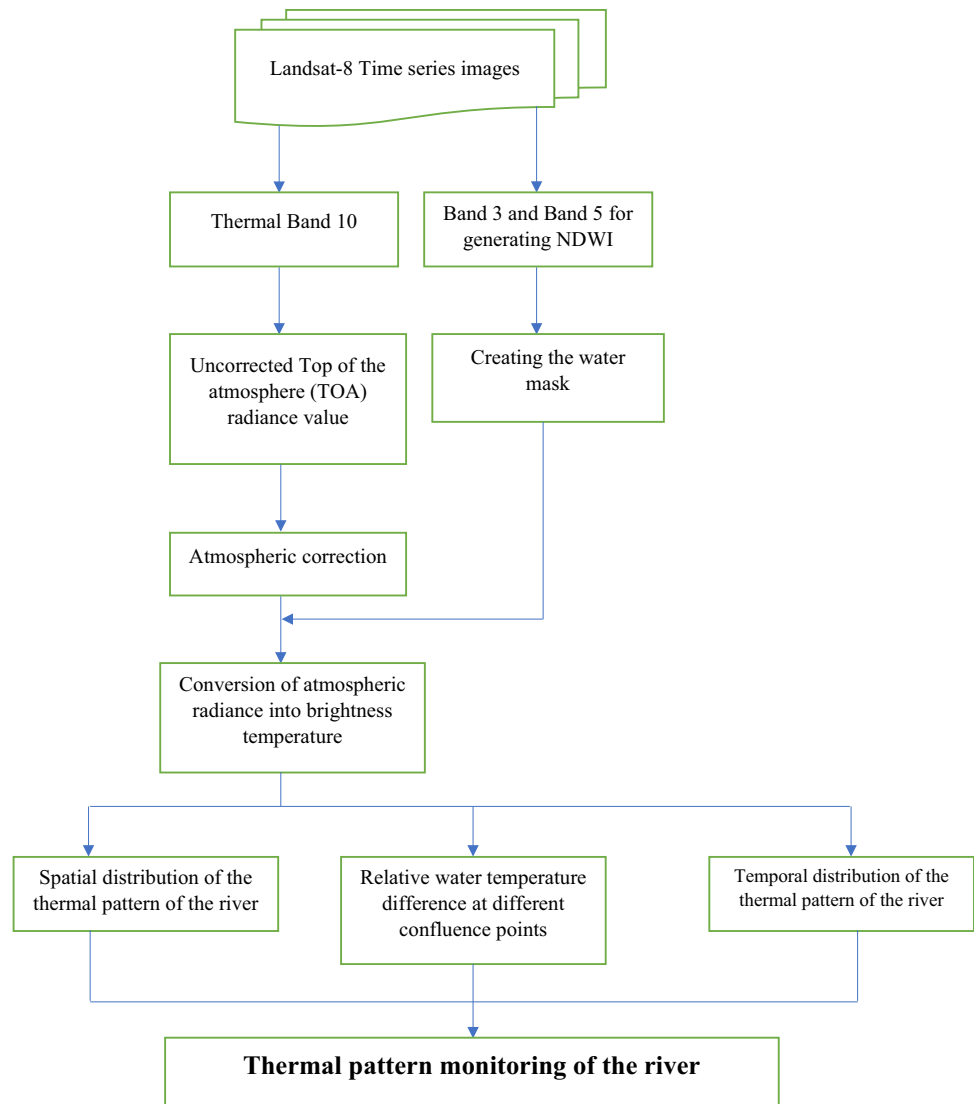 Landsat-8 Time series images
Thermal Band 10
Band 3 and Band 5 for
generating NDWI
Uncorrected Top of the
atmosphere (TOA)
radiance value
Creating the water
mask
Atmospheric correction
Conversion of atmospheric
radiance into brightness
temperature
Spatial distribution of the
thermal pattern of the river
Relative water temperature
difference at different
confluence points
Temporal distribution of the
thermal pattern of the river
Thermal pattern monitoring of the river